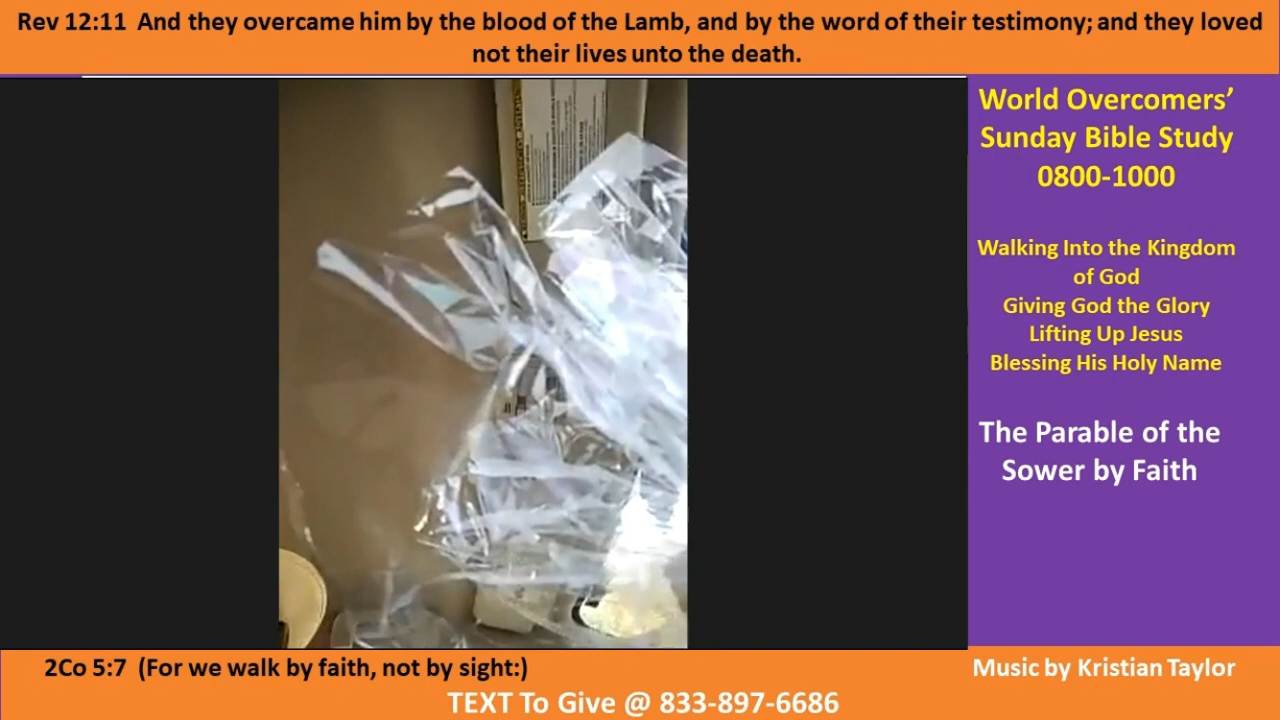 Rev 12:11 And they overcame him by the blood of the Lamb, and by the word of their testimony; and they loved
not their lives unto the death.
World Overcomers’
Sunday Bible Study
0800-1000
Walking Into the Kingdom
of God
Giving God the Glory
Lifting Up Jesus
Blessing His Holy Name
The Parable of the
Sower by Faith
2Co 5:7 (For we walk by faith, not by sight:)
Music by Kristian Taylor
TEXT To Give @ 833-897-6686